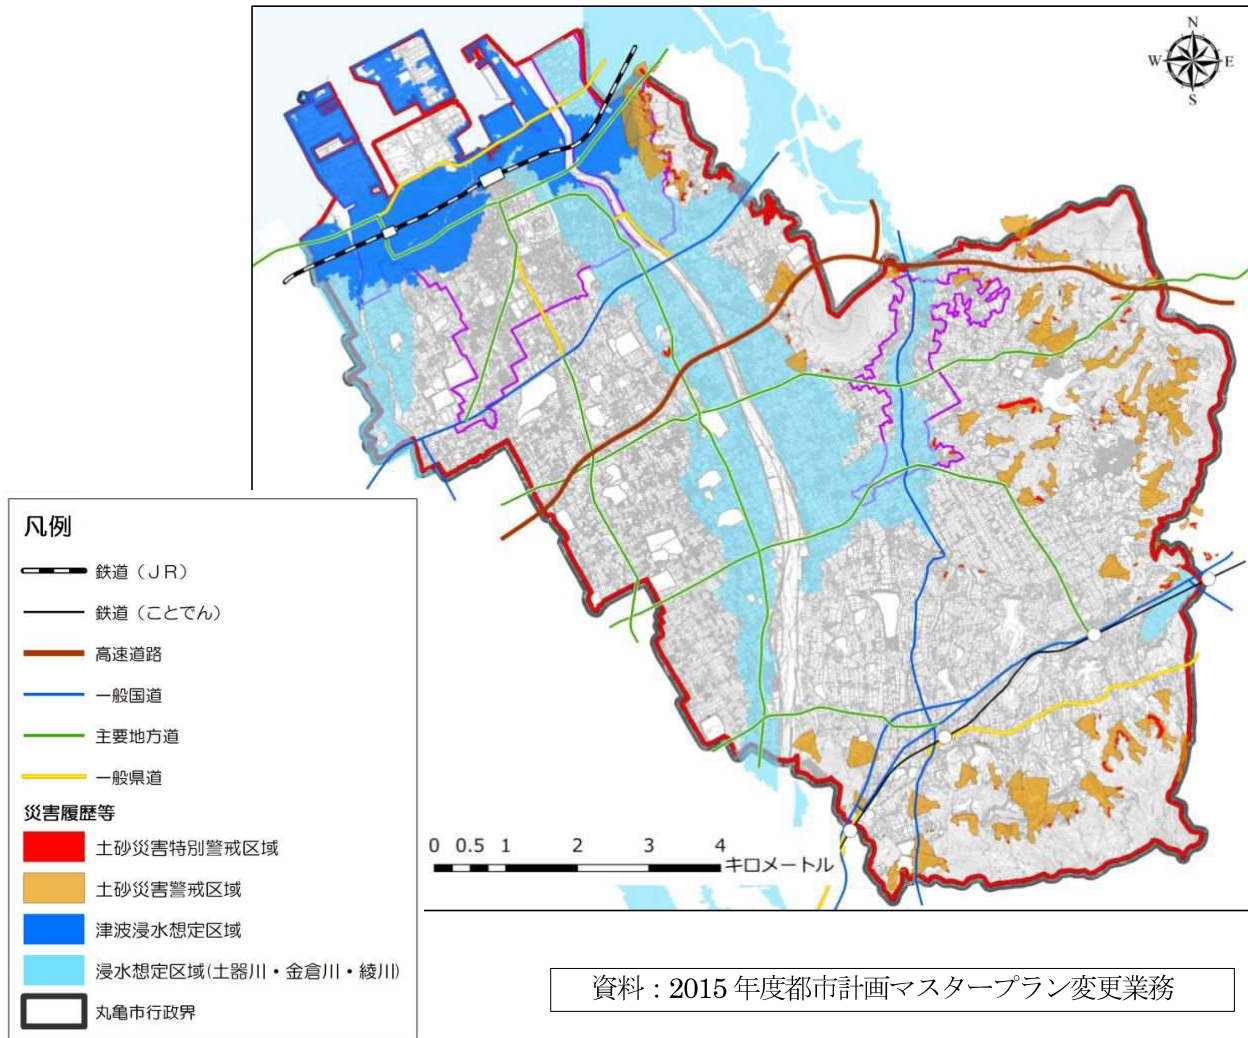 N
W
E
S
凡例
鉄道（ＪＲ）
鉄道（ことでん）
高速道路
一般国道
主要地方道
一般県道
災害履歴等
土砂災害特別警戒区域
土砂災害警戒区域
津波浸水想定区域
浸水想定区域(土器川・金倉川・綾川)
丸亀市行政界
0 0.5 1 2 3 4
キロメートル
資料：2015 年度都市計画マスタープラン変更業務